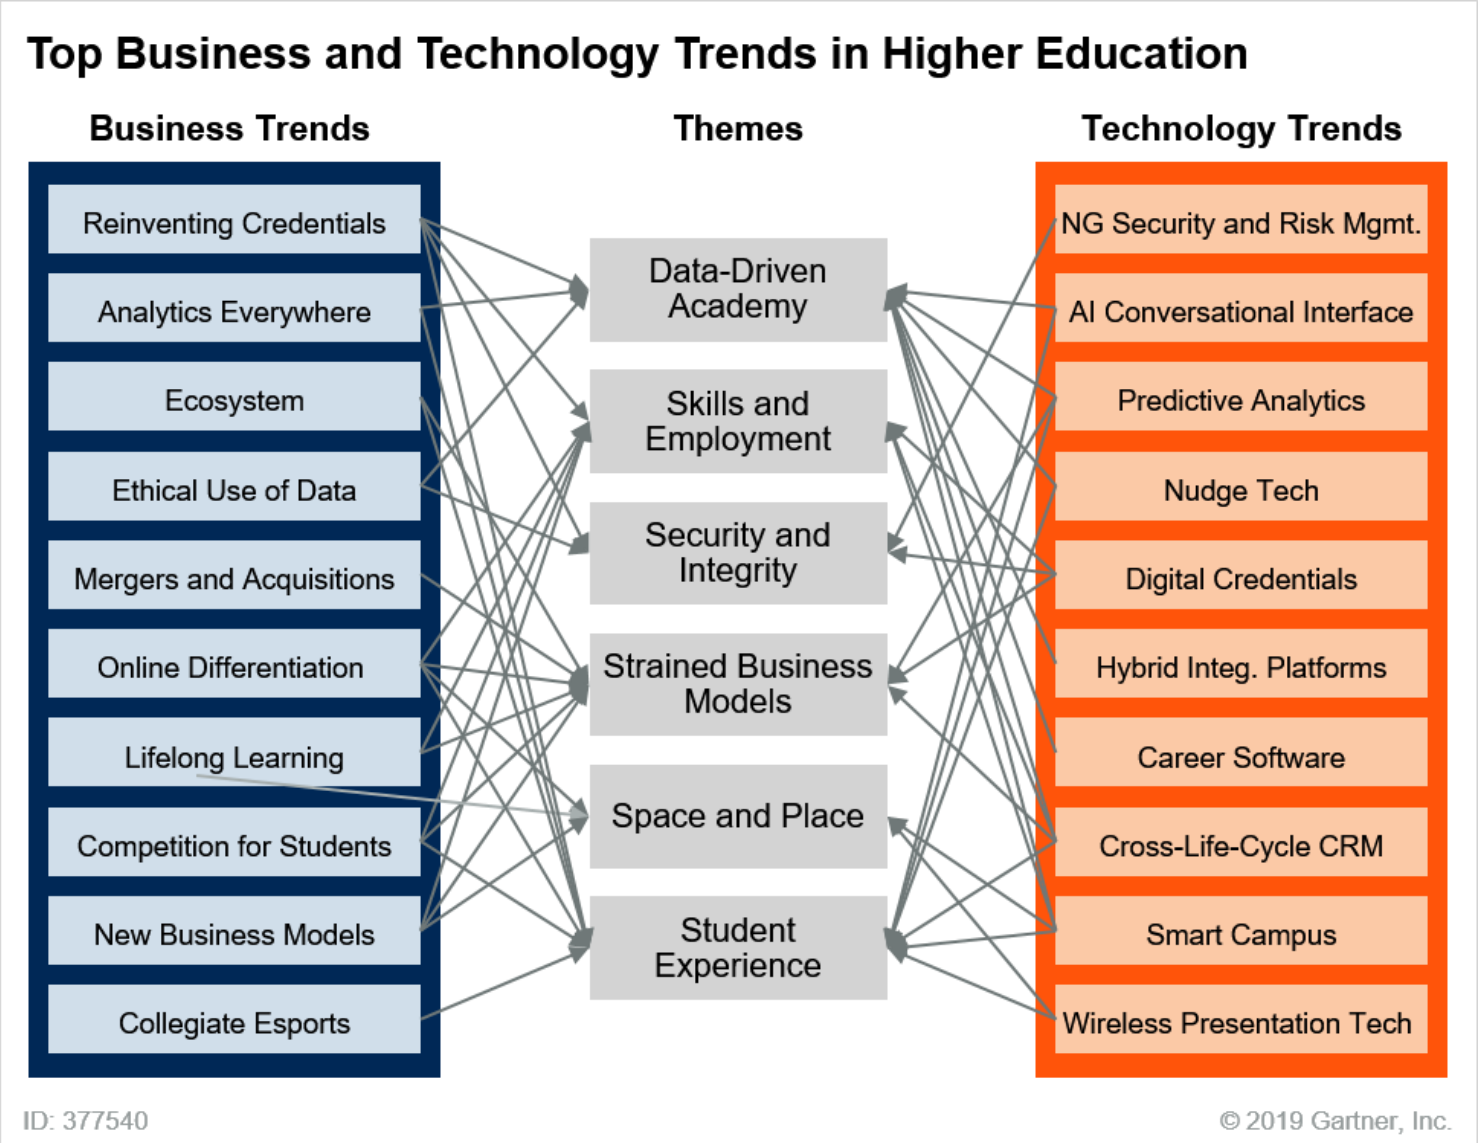 Top Business and Technology Trends in Higher Education
Business Trends
Themes
Technology Trends
Reinventing Credentials
Analytics Everywhere
Ecosystem
Ethical Use of Data
Mergers and Acquisitions
Online Differentiation
Lifelong Learning
Competition for Students
New Business Models
Collegiate Esports
Data-Driven
Academy
Skills and
Employment
Security and
Integrity
Strained Business
Models
Space and Place
Student
Experience
NG Security and Risk Mgmt.
AI Conversational Interface
Predictive Analytics
Nudge Tech
Digital Credentials
Hybrid Integ. Platforms
Career Software
Cross-Life-Cycle CRM
Smart Campus
Wireless Presentation Tech
ID: 377540
© 2019 Gartner, Inc.